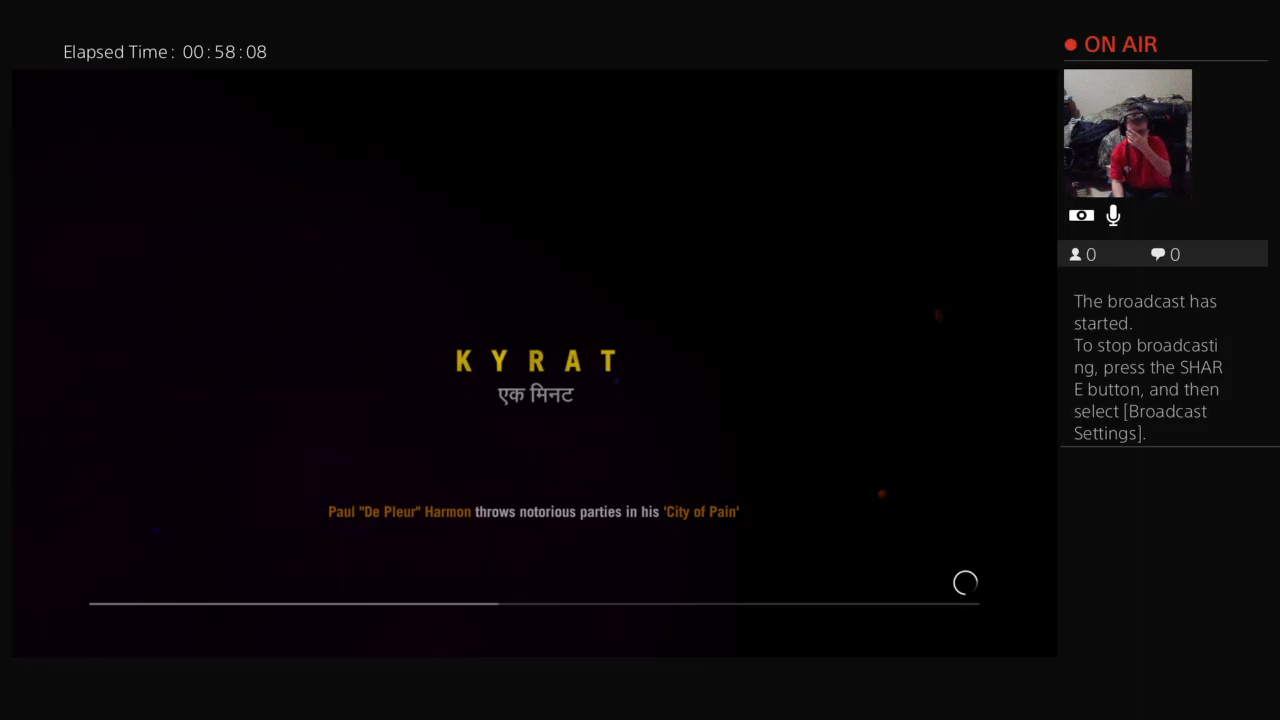 Elapsed Time: 00:58:08
ON AIR
0 0
The broadcast has
started.
To stop broadcasti
ng, press the SHAR
E button, and then
select [Broadcast
Settings].
KYRAT
एक मिनट
Paul "De Pleur" Harmon throws notorious parties in his 'City of Pain'